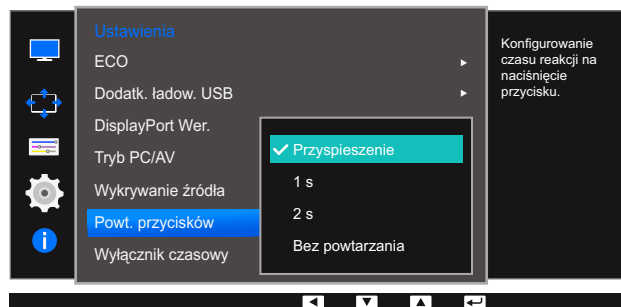 Ustawienia
ECO
Dodatk. ładow. USB
DisplayPort Wer.
Tryb PC/AV
Wykrywanie źródła
Powt. przycisków
Wyłącznik czasowy
Przyspieszenie
1 s
2 s
Bez powtarzania
Konfigurowanie
czasu reakcji na
naciśnięcie
przycisku.